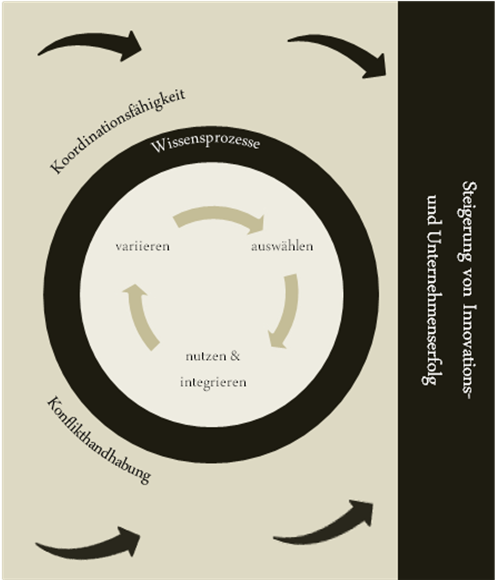 Koordinationsfähigkeit
Wissensprozesse
variieren
auswählen
nutzen &
integrieren
Konflikthandhabung
Steigerung von Innovations-
und Unternehmenserfolg